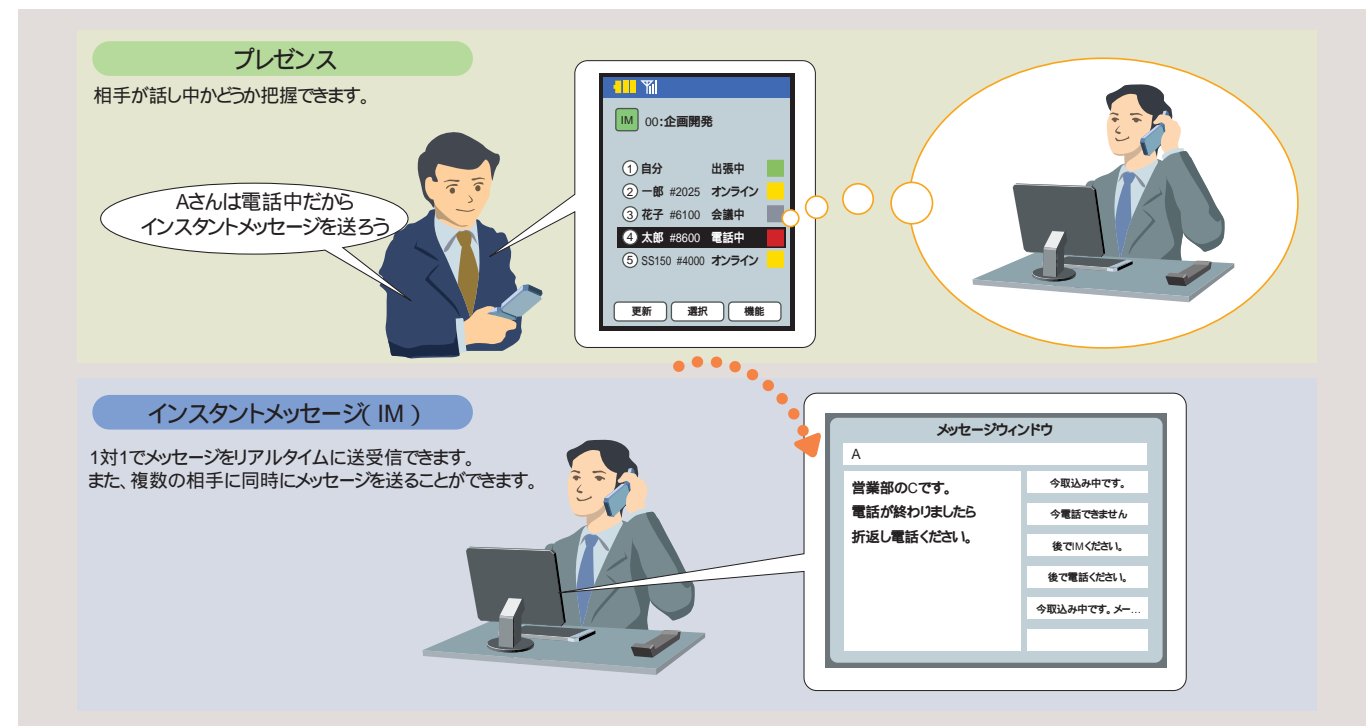 プレゼンス
相手が話し中かどうか把握できます。
Aさんは電話中だから
インスタントメッセージを送ろう
IM 00:企画開発
① 自分 出張中
② 一郎 #2025 オンライン
③ 花子 #6100 会議中
④ 太郎 #8600 電話中
⑤ SS150 #4000 オンライン
更新 選択 機能
インスタントメッセージ( IM )
1対1でメッセージをリアルタイムに送受信できます。
また、複数の相手に同時にメッセージを送ることができます。
メッセージウィンドウ
A
営業部のCです。
電話が終わりましたら
折返し電話ください。
今取込み中です。
今電話できません
後でIMください。
後で電話ください。
今取込み中です。メー…